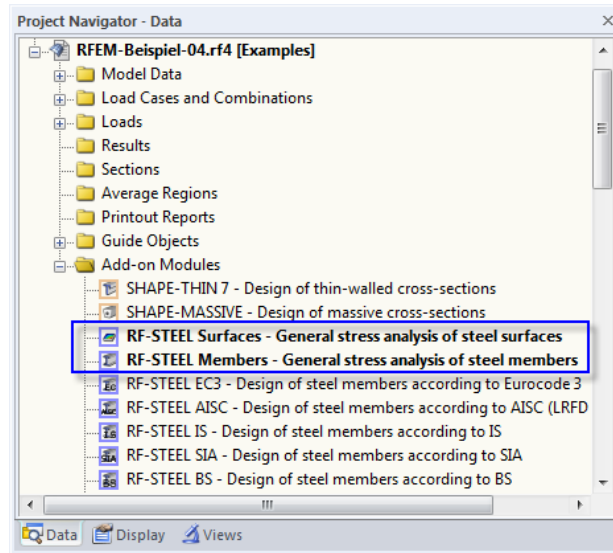 Project Navigator - Data
RFEM-Beispiel-04.rf4 [Examples]
Model Data
Load Cases and Combinations
Loads
Results
Sections
Average Regions
Printout Reports
Guide Objects
Add-on Modules
SHAPE-THIN 7 - Design of thin-walled cross-sections
SHAPE-MASSIVE - Design of massive cross-sections
RF-STEEL Surfaces - General stress analysis of steel surfaces
RF-STEEL Members - General stress analysis of steel members
RF-STEEL EC3 - Design of steel members according to Eurocode 3
RF-STEEL AISC - Design of steel members according to AISC (LRFD
RF-STEEL IS - Design of steel members according to IS
RF-STEEL SIA - Design of steel members according to SIA
RF-STEEL BS - Design of steel members according to BS
Data Display Views